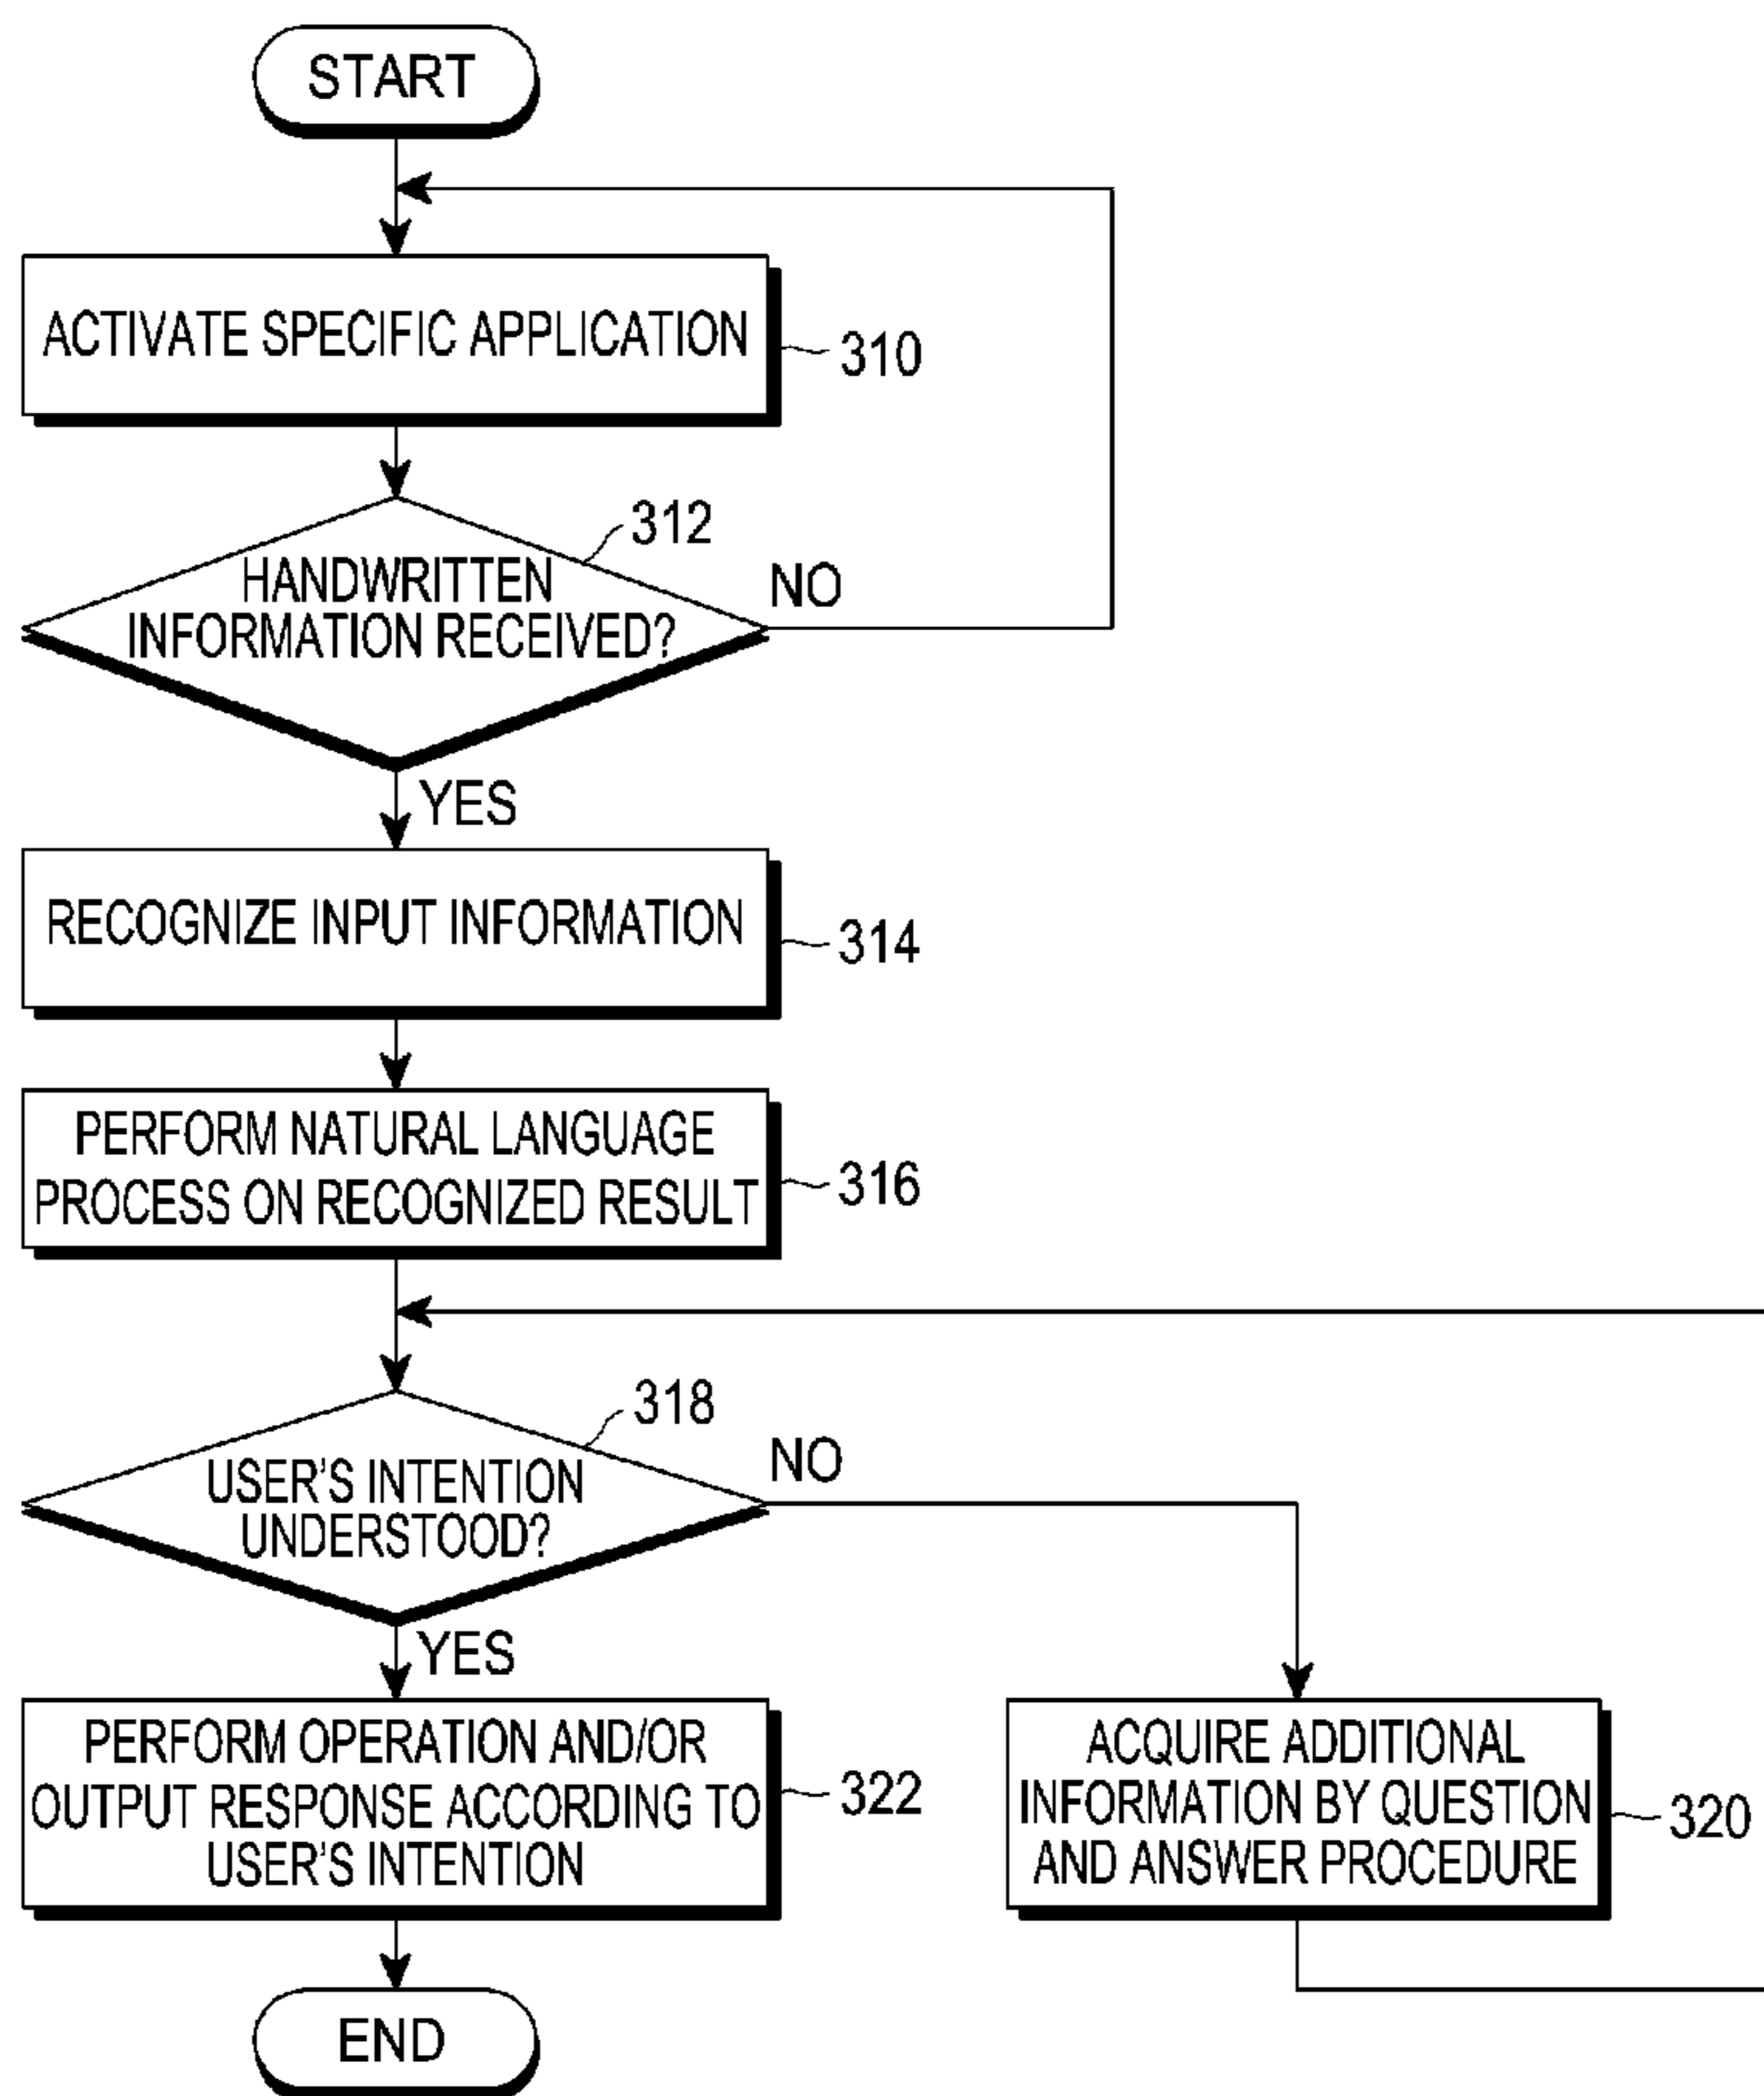 START
ACTIVATE SPECIFIC APPLICATION
310
312
HANDWRITTEN
INFORMATION RECEIVED?
NO
YES
RECOGNIZE INPUT INFORMATION
314
PERFORM NATURAL LANGUAGE
PROCESS ON RECOGNIZED RESULT
316
318
USER'S INTENTION
UNDERSTOOD?
NO
YES
PERFORM OPERATION AND/OR
OUTPUT RESPONSE ACCORDING TO
USER'S INTENTION
322
ACQUIRE ADDITIONAL
INFORMATION BY QUESTION
AND ANSWER PROCEDURE
320
END